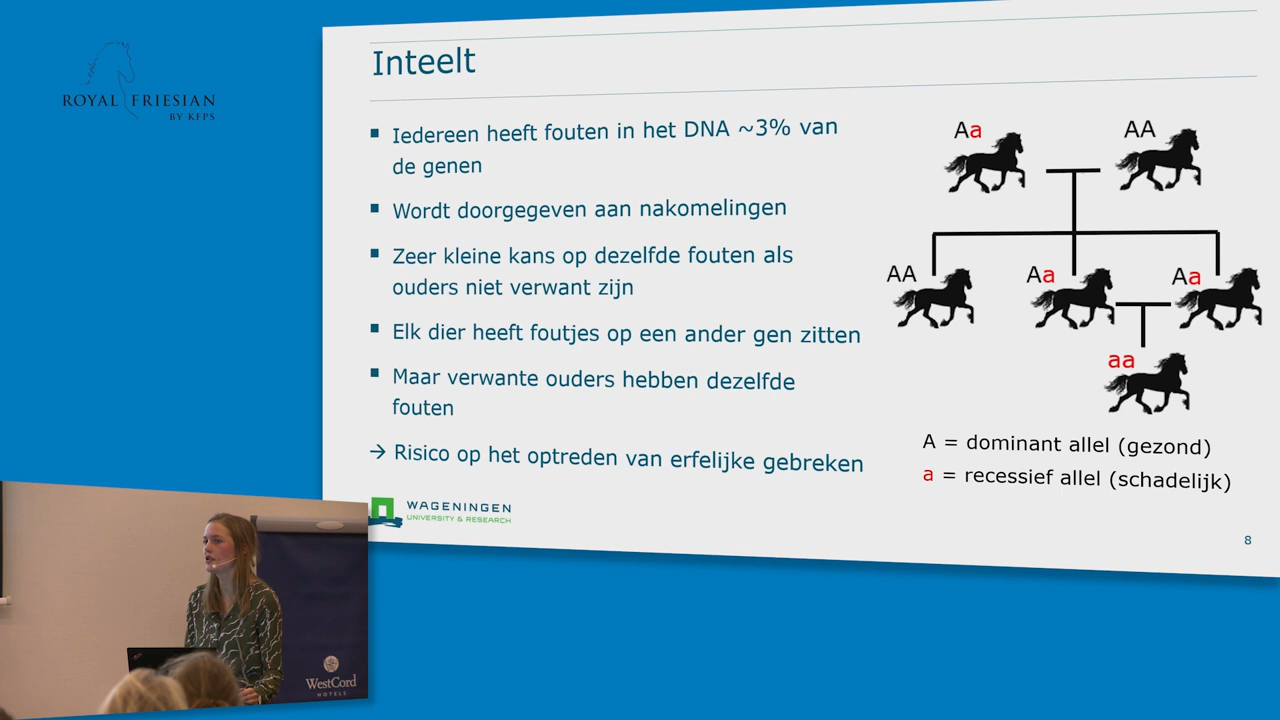 ROYAL FRIESIAN
BY KFPS
Inteelt
Iedereen heeft fouten in het DNA ~3% van
de genen
Wordt doorgegeven aan nakomelingen
Zeer kleine kans op dezelfde fouten als
ouders niet verwant zijn
Elk dier heeft foutjes op een ander gen zitten
Maar verwante ouders hebben dezelfde
fouten
→ Risico op het optreden van erfelijke gebreken
Aa
AA
AA
Aa
Aa
aa
A = dominant allel (gezond)
a = recessief allel (schadelijk)
WAGENINGEN
UNIVERSITY & RESEARCH
8
WestCord
HOTELS